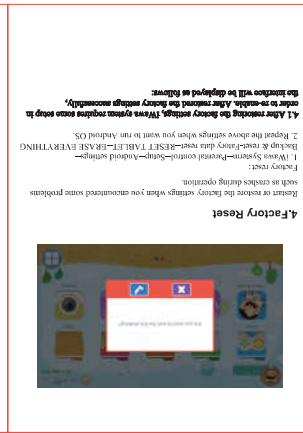 4.Factory Reset
Restart or restore the factory settings when you encountered some problems
such as crashes during operation.
Factory reset:
1. iWawa System—Parental control—Setup—Android settings—
Backup & reset-Fatory data reset—RESET TABLET—ERASE EVERYTHING
2. Repeat the above settings when you want to run Android OS.
4.1 After restoring the factory settings, iWawa system requires some setup in
order to re-enable. After restored the factory settings successfully,
the interface will be displayed as follows: